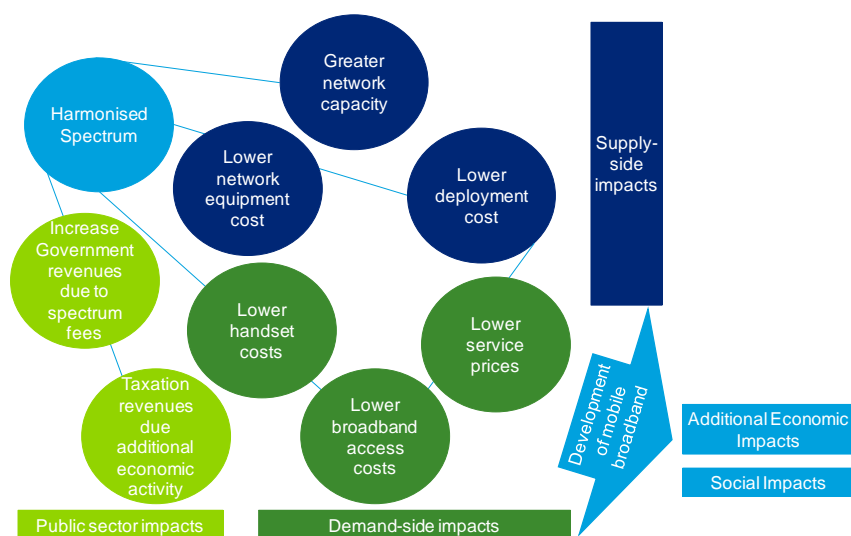 Greater
network
capacity
Harmonised
Spectrum
Lower
network
equipment
cost
Lower
deployment
cost
Supply-
side
impacts
Increase
Government
revenues
due to
spectrum
fees
Lower
handset
costs
Lower
service
prices
Taxation
revenues
due
additional
economic
activity
Lower
broadband
access
costs
Development
of mobile
broadband
Additional Economic
Impacts
Social Impacts
Public sector impacts
Demand-side impacts